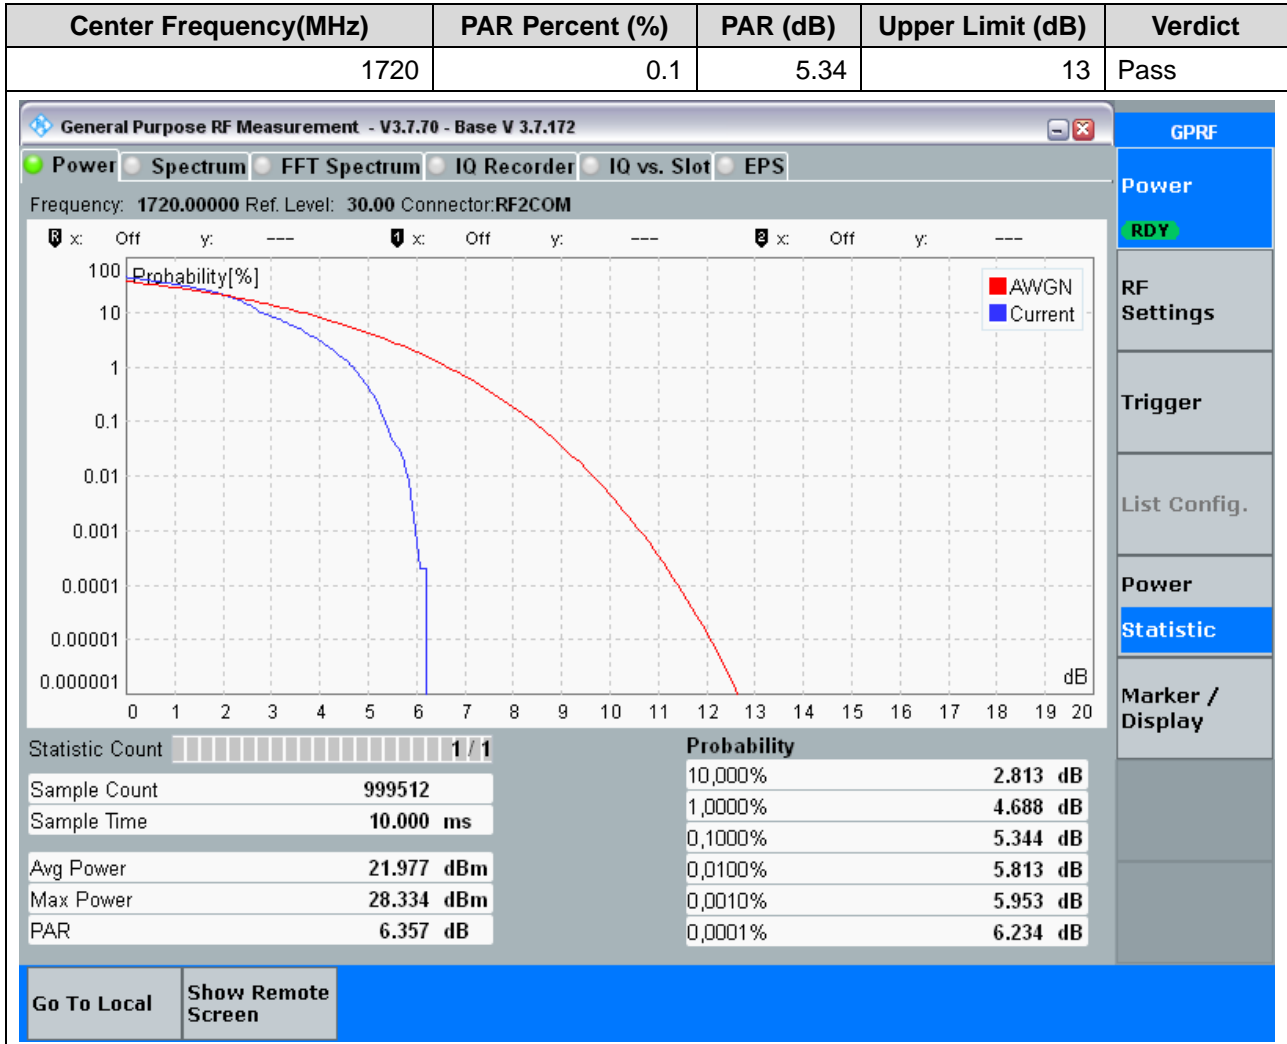 Center Frequency(MHz) PAR Percent (%) PAR (dB) Upper Limit (dB) Verdict
1720 0.1 5.34 13 Pass
General Purpose RF Measurement - V3.7.70 - Base V 3.7.172
GPRF
Power Spectrum FFT Spectrum IQ Recorder IQ vs. Slot EPS
Power
RDY
Frequency: 1720.00000 Ref. Level: 30.00 Connector:RF2COM
R x: Off y: --- 1 x: Off y: --- 2 x: Off y: ---
Probability[%]
AWGN
Current
100
10
1
0.1
0.01
0.001
0.0001
0.00001
0.000001
dB
0 1 2 3 4 5 6 7 8 9 10 11 12 13 14 15 16 17 18 19 20
RF
Settings
Trigger
List Config.
Power
Statistic
Marker /
Display
Statistic Count 1 / 1
Sample Count 999512
Sample Time 10.000 ms
Avg Power 21.977 dBm
Max Power 28.334 dBm
PAR 6.357 dB
Probability
10,000% 2.813 dB
1,0000% 4.688 dB
0,1000% 5.344 dB
0,0100% 5.813 dB
0,0010% 5.953 dB
0,0001% 6.234 dB
Go To Local
Show Remote
Screen